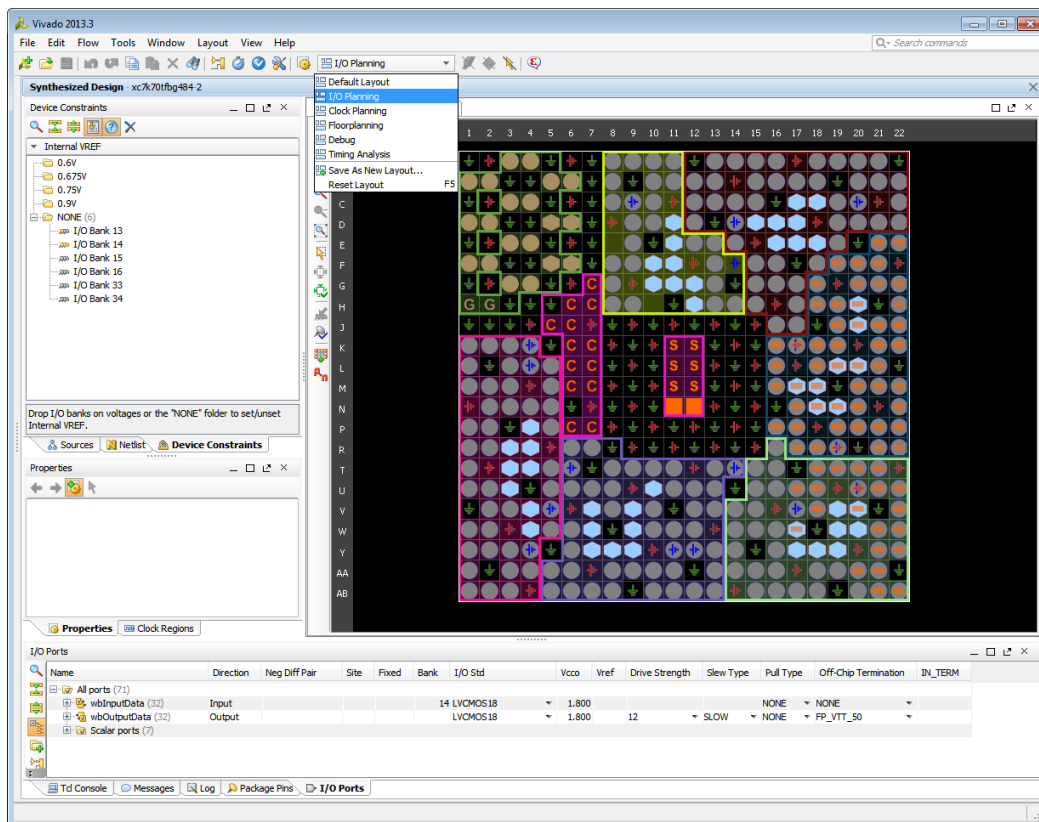 Vivado 2013.3
File Edit Flow Tools Window Layout View Help
Search commands
I/O Planning
Default Layout
I/O Planning
Clock Planning
Floorplanning
Debug
Timing Analysis
Save As New Layout...
Reset Layout F5
Synthesized Design - xc7k70tfbg484-2
Device Constraints
Internal VREF
0.6V
0.675V
0.75V
0.9V
NONE (6)
I/O Bank 13
I/O Bank 14
I/O Bank 15
I/O Bank 16
I/O Bank 33
I/O Bank 34
Drop I/O banks on voltages or the "NONE" folder to set/unset
Internal VREF.
Sources Netlist Device Constraints
Properties
Properties Clock Regions
1 2 3 4 5 6 7 8 9 10 11 12 13 14 15 16 17 18 19 20 21 22
C
D
E
F
G C
H G G C
J C C
K C C S S
L C C S S
M C C S S
N C
P C C
R
T
U
V
W
Y
AA
AB
I/O Ports
Name Direction Neg Diff Pair Site Fixed Bank I/O Std Vcco Vref Drive Strength Slew Type Pull Type Off-Chip Termination IN_TERM
All ports (71)
wbInputData (32) Input 14 LVCMOS18 1.800 NONE NONE
wbOutputData (32) Output LVCMOS18 1.800 12 SLOW NONE FP_VTT_50
Scalar ports (7)
Tcl Console Messages Log Package Pins I/O Ports